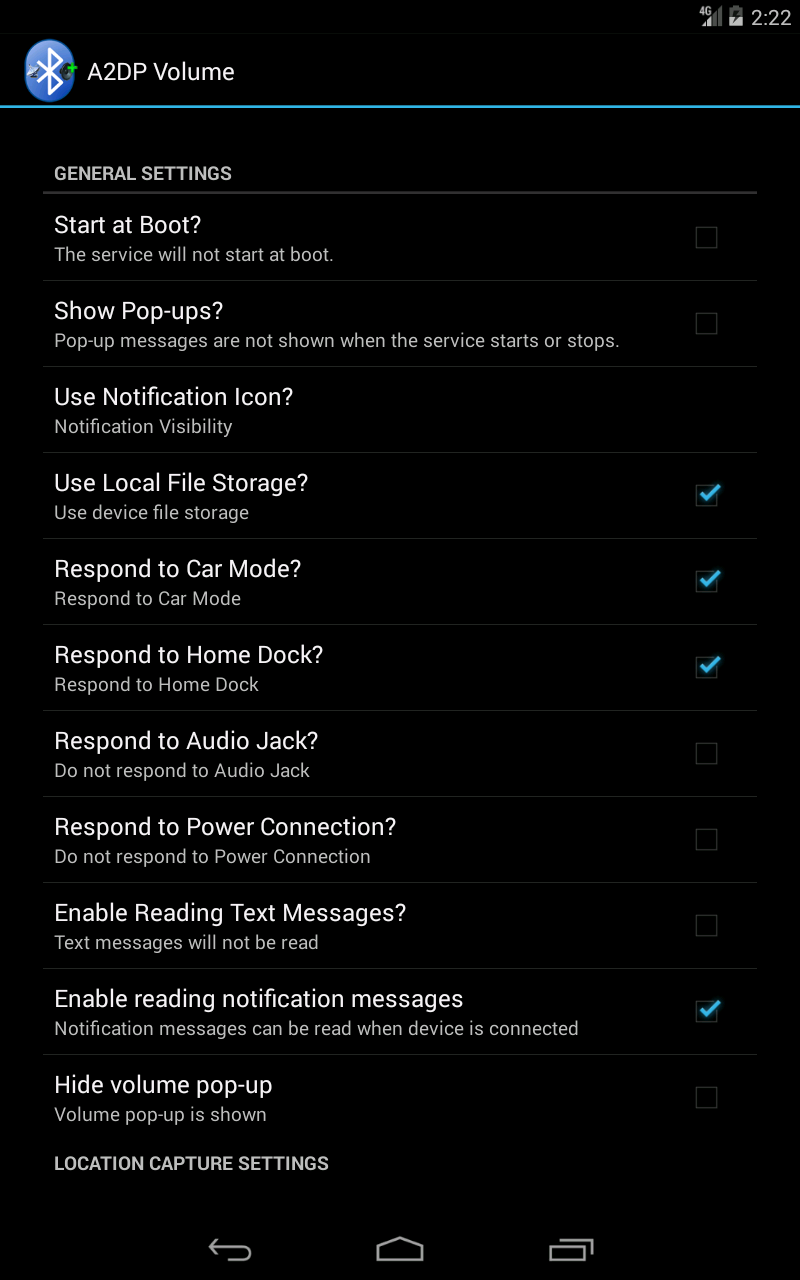 4G 2:22
A2DP Volume
GENERAL SETTINGS
Start at Boot?
The service will not start at boot.
Show Pop-ups?
Pop-up messages are not shown when the service starts or stops.
Use Notification Icon?
Notification Visibility
Use Local File Storage?
Use device file storage
Respond to Car Mode?
Respond to Car Mode
Respond to Home Dock?
Respond to Home Dock
Respond to Audio Jack?
Do not respond to Audio Jack
Respond to Power Connection?
Do not respond to Power Connection
Enable Reading Text Messages?
Text messages will not be read
Enable reading notification messages
Notification messages can be read when device is connected
Hide volume pop-up
Volume pop-up is shown
LOCATION CAPTURE SETTINGS